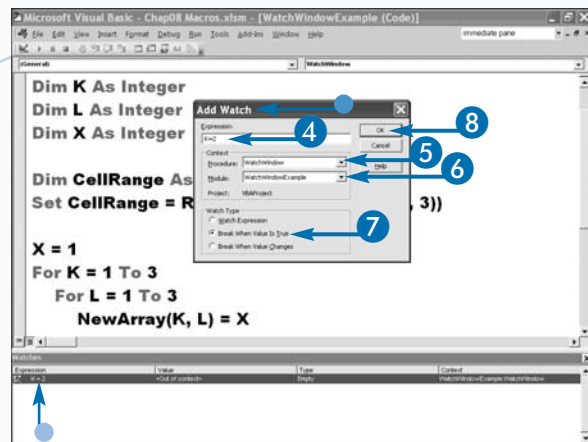 Microsoft Visual Basic - Chap08 Macros.xlsm - [WatchWindowExample (Code)]
File Edit View Insert Format Debug Run Tools Add-Ins Window Help
immediate pane
(General)
WatchWindow
Dim K As Integer
Dim L As Integer
Dim X As Integer
Dim CellRange As
Set CellRange = R , 3))
X = 1
For K = 1 To 3
For L = 1 To 3
NewArray(K, L) = X
Add Watch
Expression:
K=2
4
OK
8
Cancel
Help
Context
Procedure: WatchWindow
5
Module: WatchWindowExample
6
Project: VBAProject
Watch Type
Watch Expression
Break When Value Is True
7
Break When Value Changes
Watches
Expression Value Type Context
K = 2 <Out of context> Empty WatchWindowExample.WatchWindow